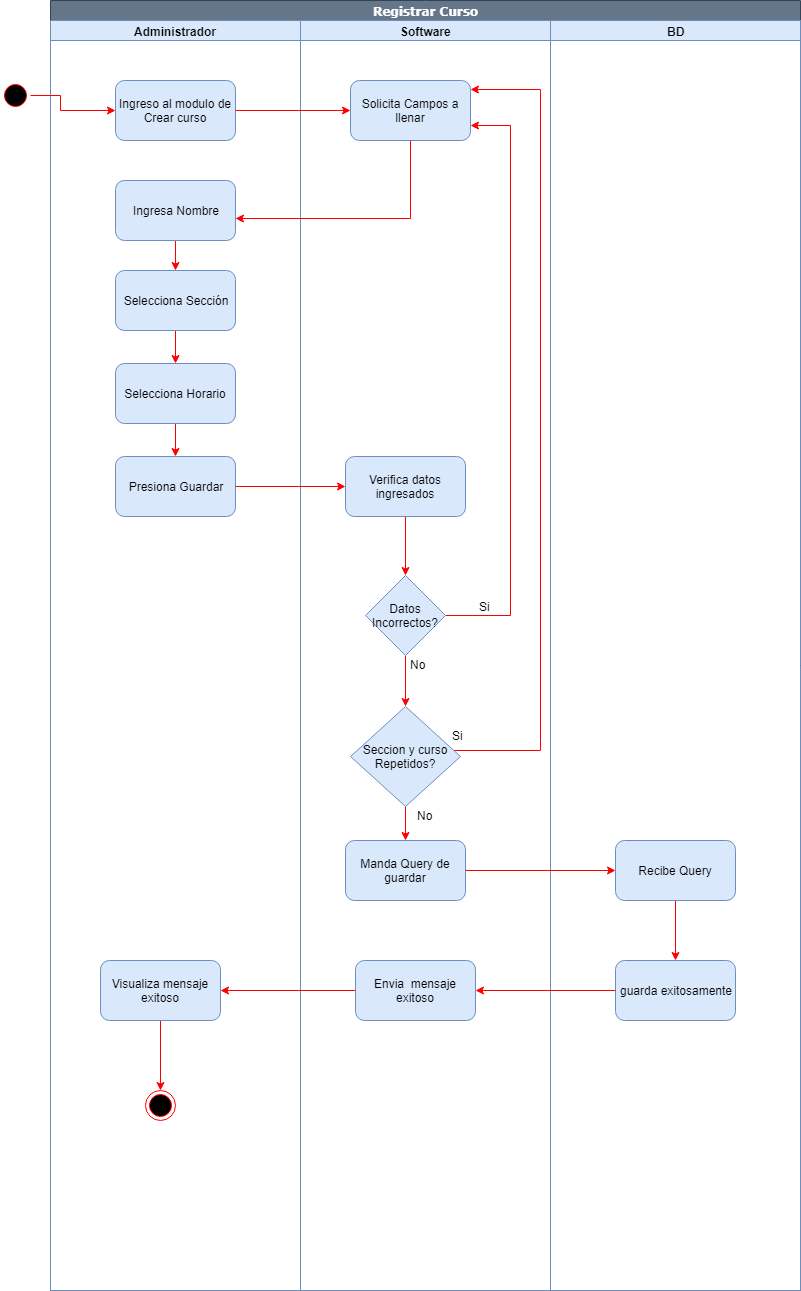 Registrar Curso
Administrador
Software
BD
Ingreso al modulo de
Crear curso
Solicita Campos a
llenar
Ingresa Nombre
Selecciona Sección
Selecciona Horario
Presiona Guardar
Verifica datos
ingresados
Datos
Incorrectos?
Si
No
Seccion y curso
Repetidos?
Si
No
Manda Query de
guardar
Recibe Query
guarda exitosamente
Envia mensaje
exitoso
Visualiza mensaje
exitoso